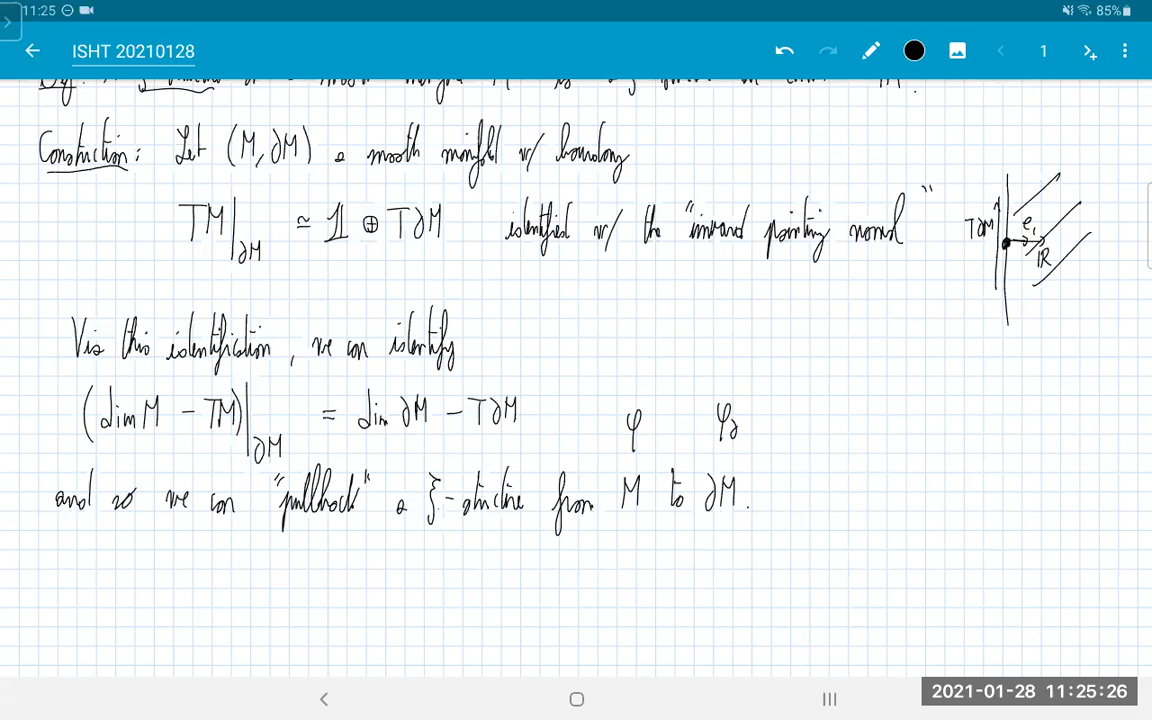 11:25 85%
ISHT 20210128 1
Construction: Let (M, ∂M) a smooth manifold w/ boundary
TM|∂M ≃ 1 ⊕ T∂M identified w/ the "inward pointing normal"
T∂M e₁ ℝ
Via this identification, we can identify
(dim M − TM)|∂M = dim ∂M − T∂M φ φ∂
and so we can "pullback" a ξ-structure from M to ∂M.
2021-01-28 11:25:26